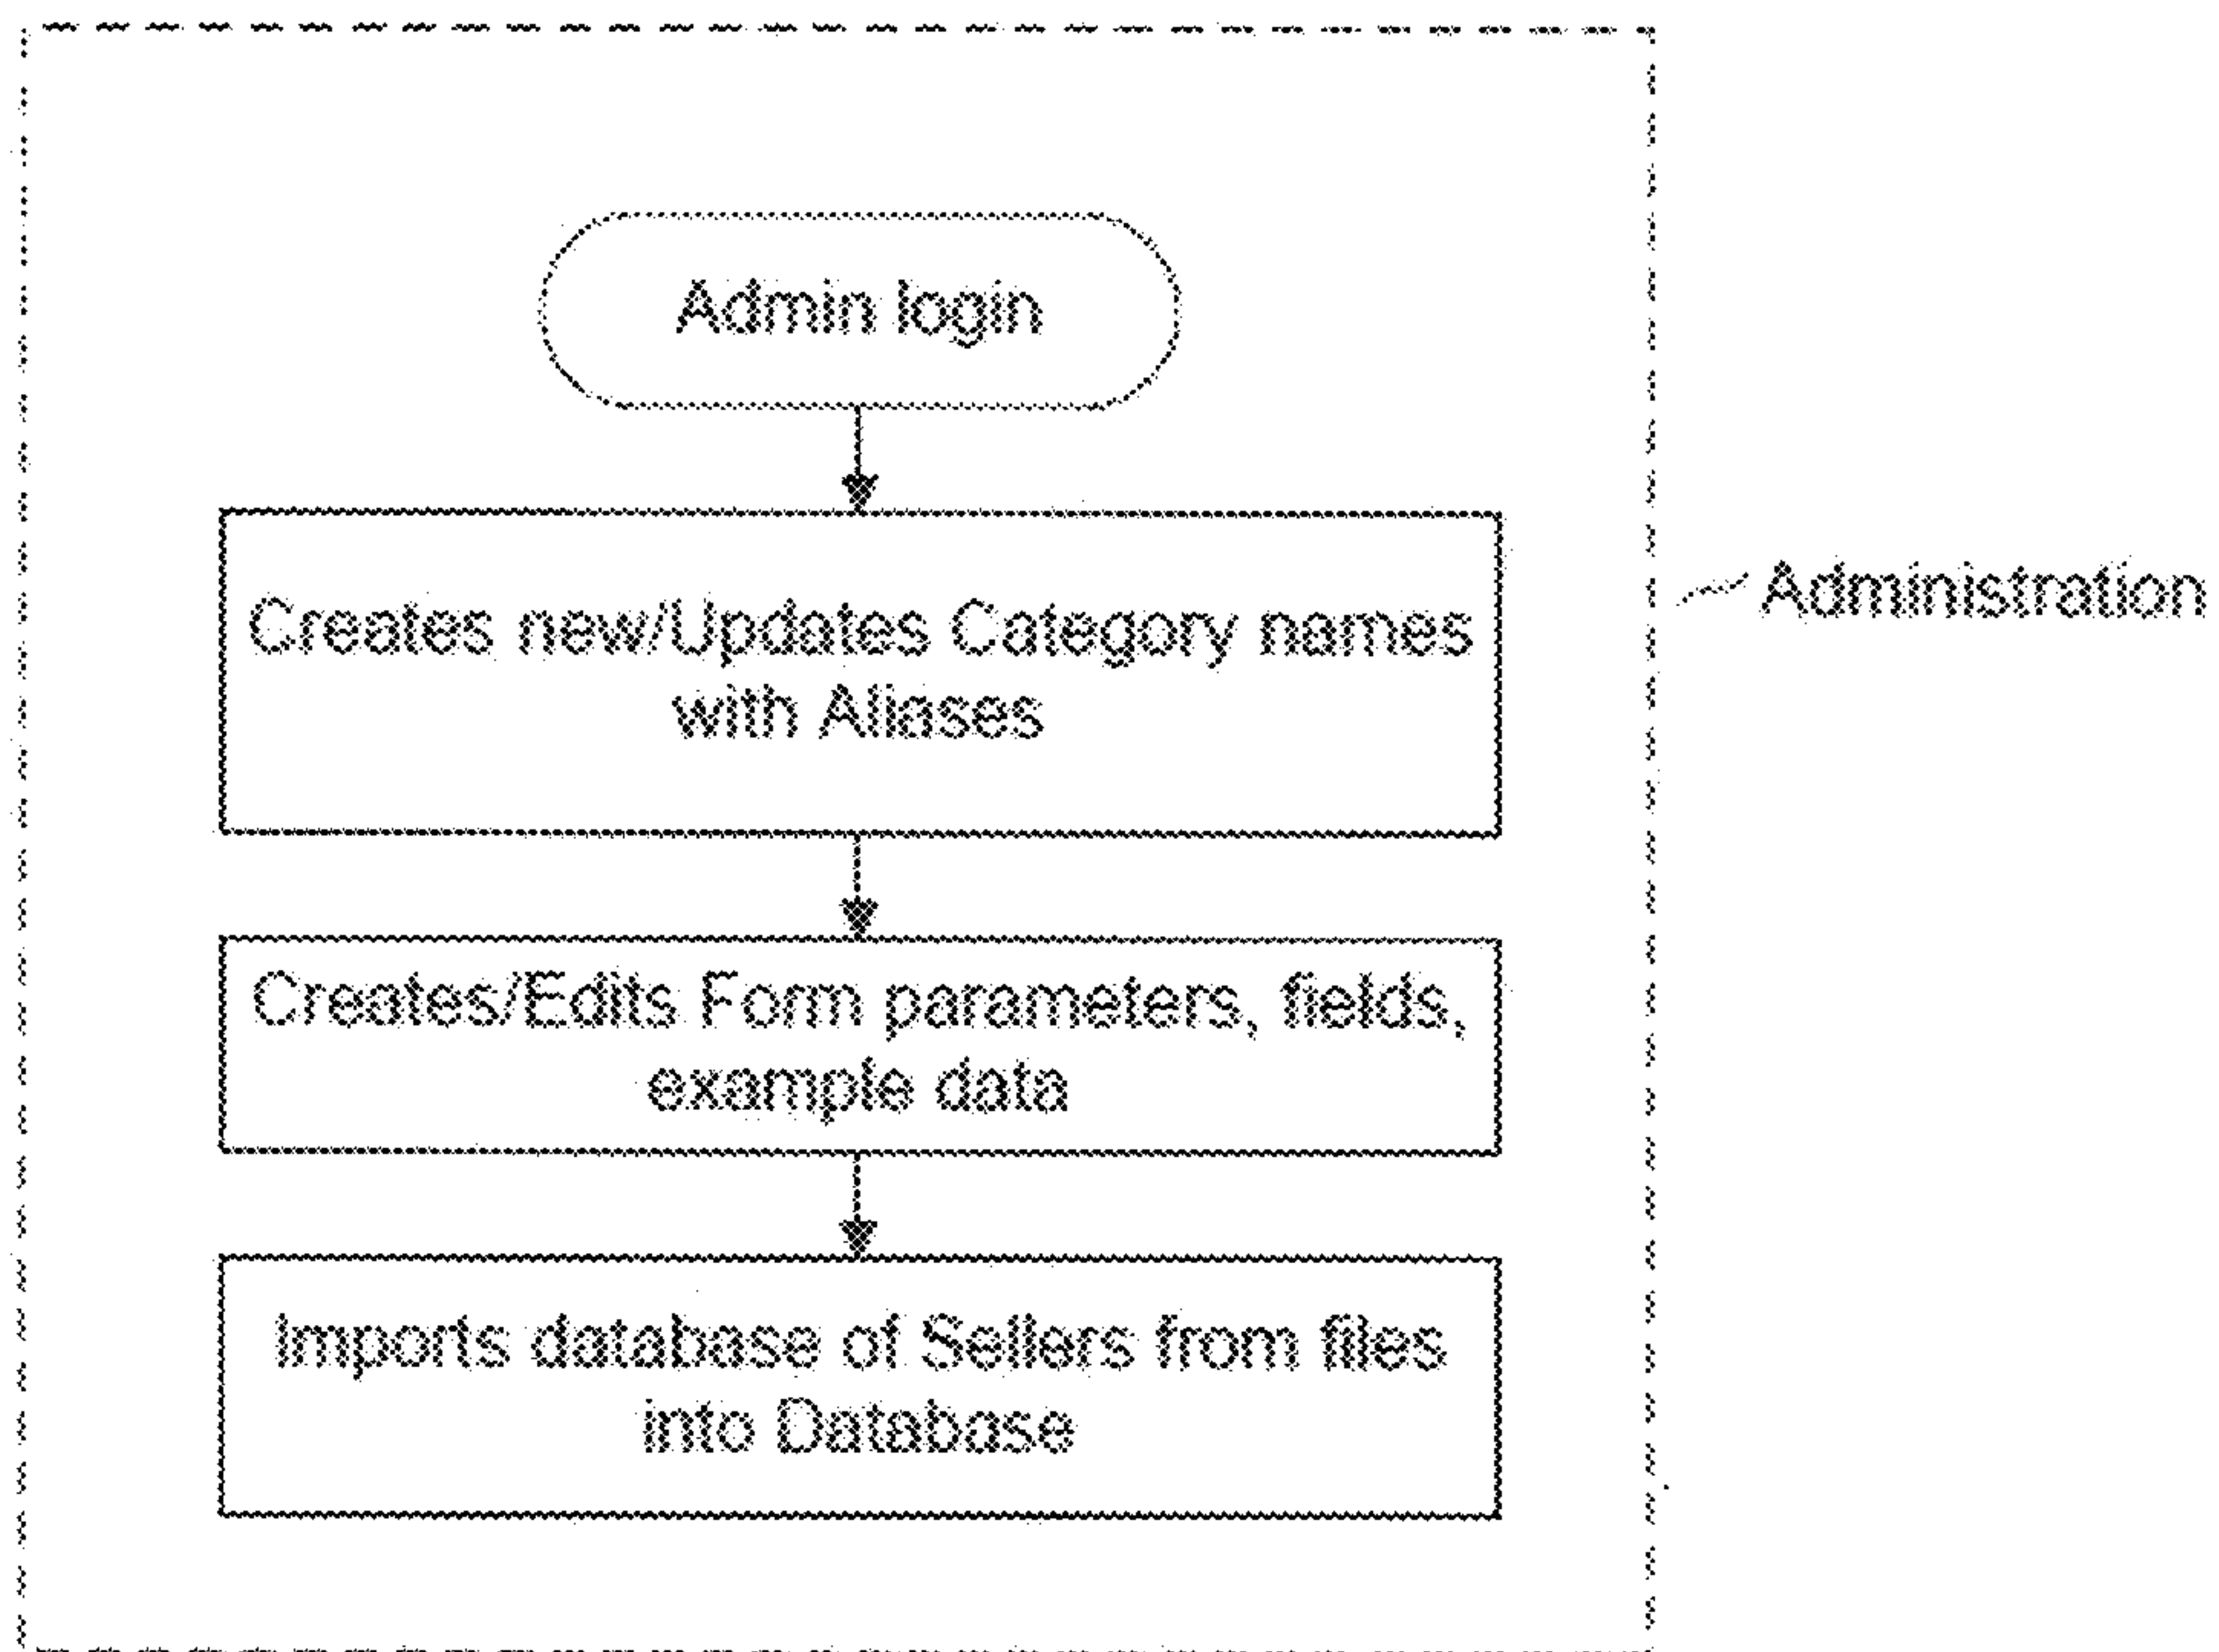 Admin login
Creates new/Updates Category names
with Aliases
Administration
Creates/Edits Form parameters, fields,
example data
Imports database of Sellers from files
into Database